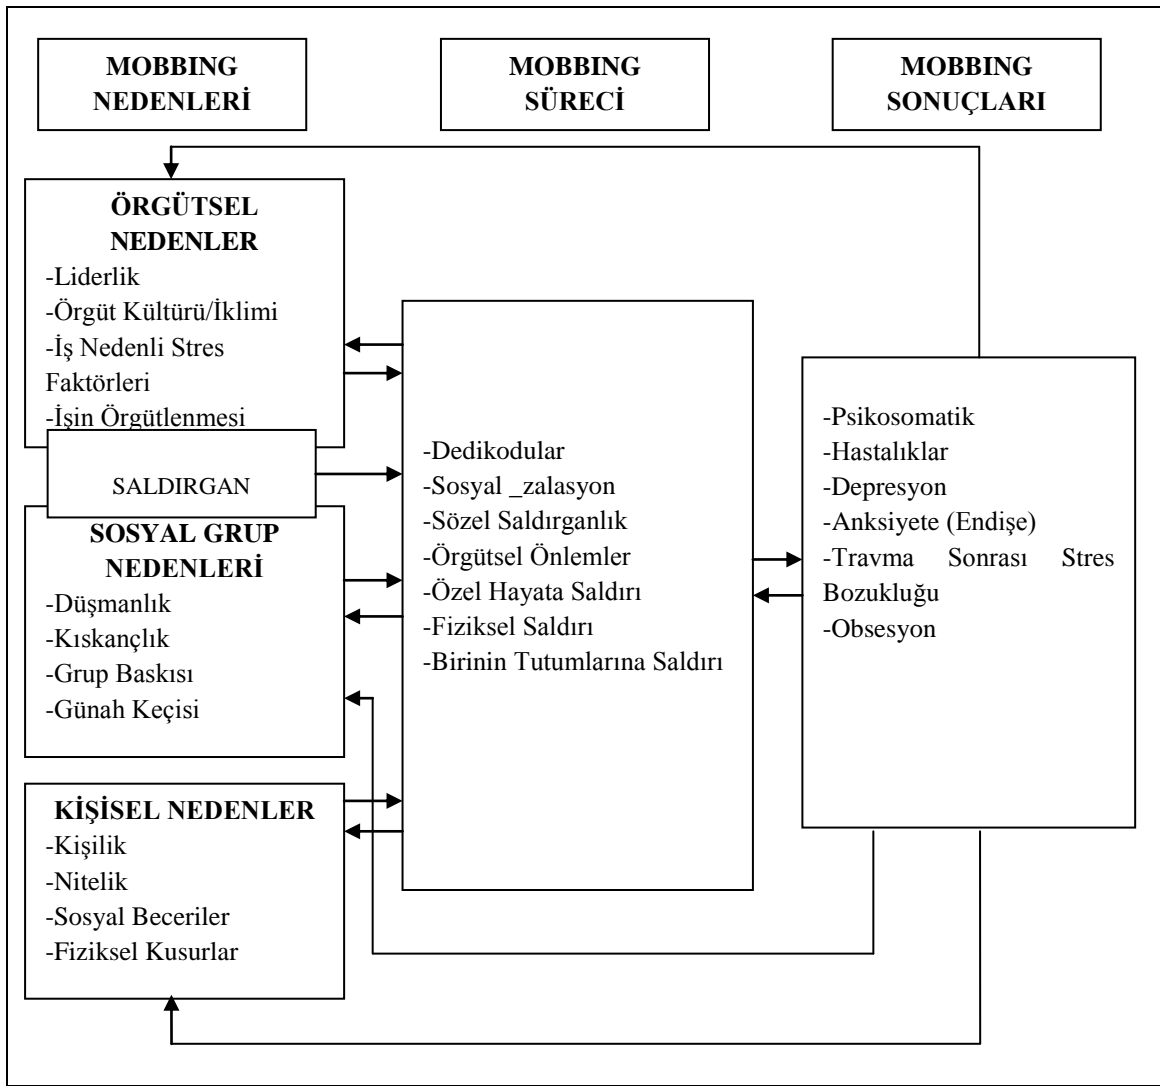 MOBBING
NEDENLERİ
MOBBING
SÜRECİ
MOBBING
SONUÇLARI
ÖRGÜTSEL
NEDENLER
-Liderlik
-Örgüt Kültürü/İklimi
-İş Nedenli Stres
Faktörleri
-İşin Örgütlenmesi
SALDIRGAN
SOSYAL GRUP
NEDENLERİ
-Düşmanlık
-Kıskançlık
-Grup Baskısı
-Günah Keçisi
KİŞİSEL NEDENLER
-Kişilik
-Nitelik
-Sosyal Beceriler
-Fiziksel Kusurlar
-Dedikodular
-Sosyal _zalasyon
-Sözel Saldırganlık
-Örgütsel Önlemler
-Özel Hayata Saldırı
-Fiziksel Saldırı
-Birinin Tutumlarına Saldırı
-Psikosomatik
-Hastalıklar
-Depresyon
-Anksiyete (Endişe)
-Travma Sonrası Stres
Bozukluğu
-Obsesyon